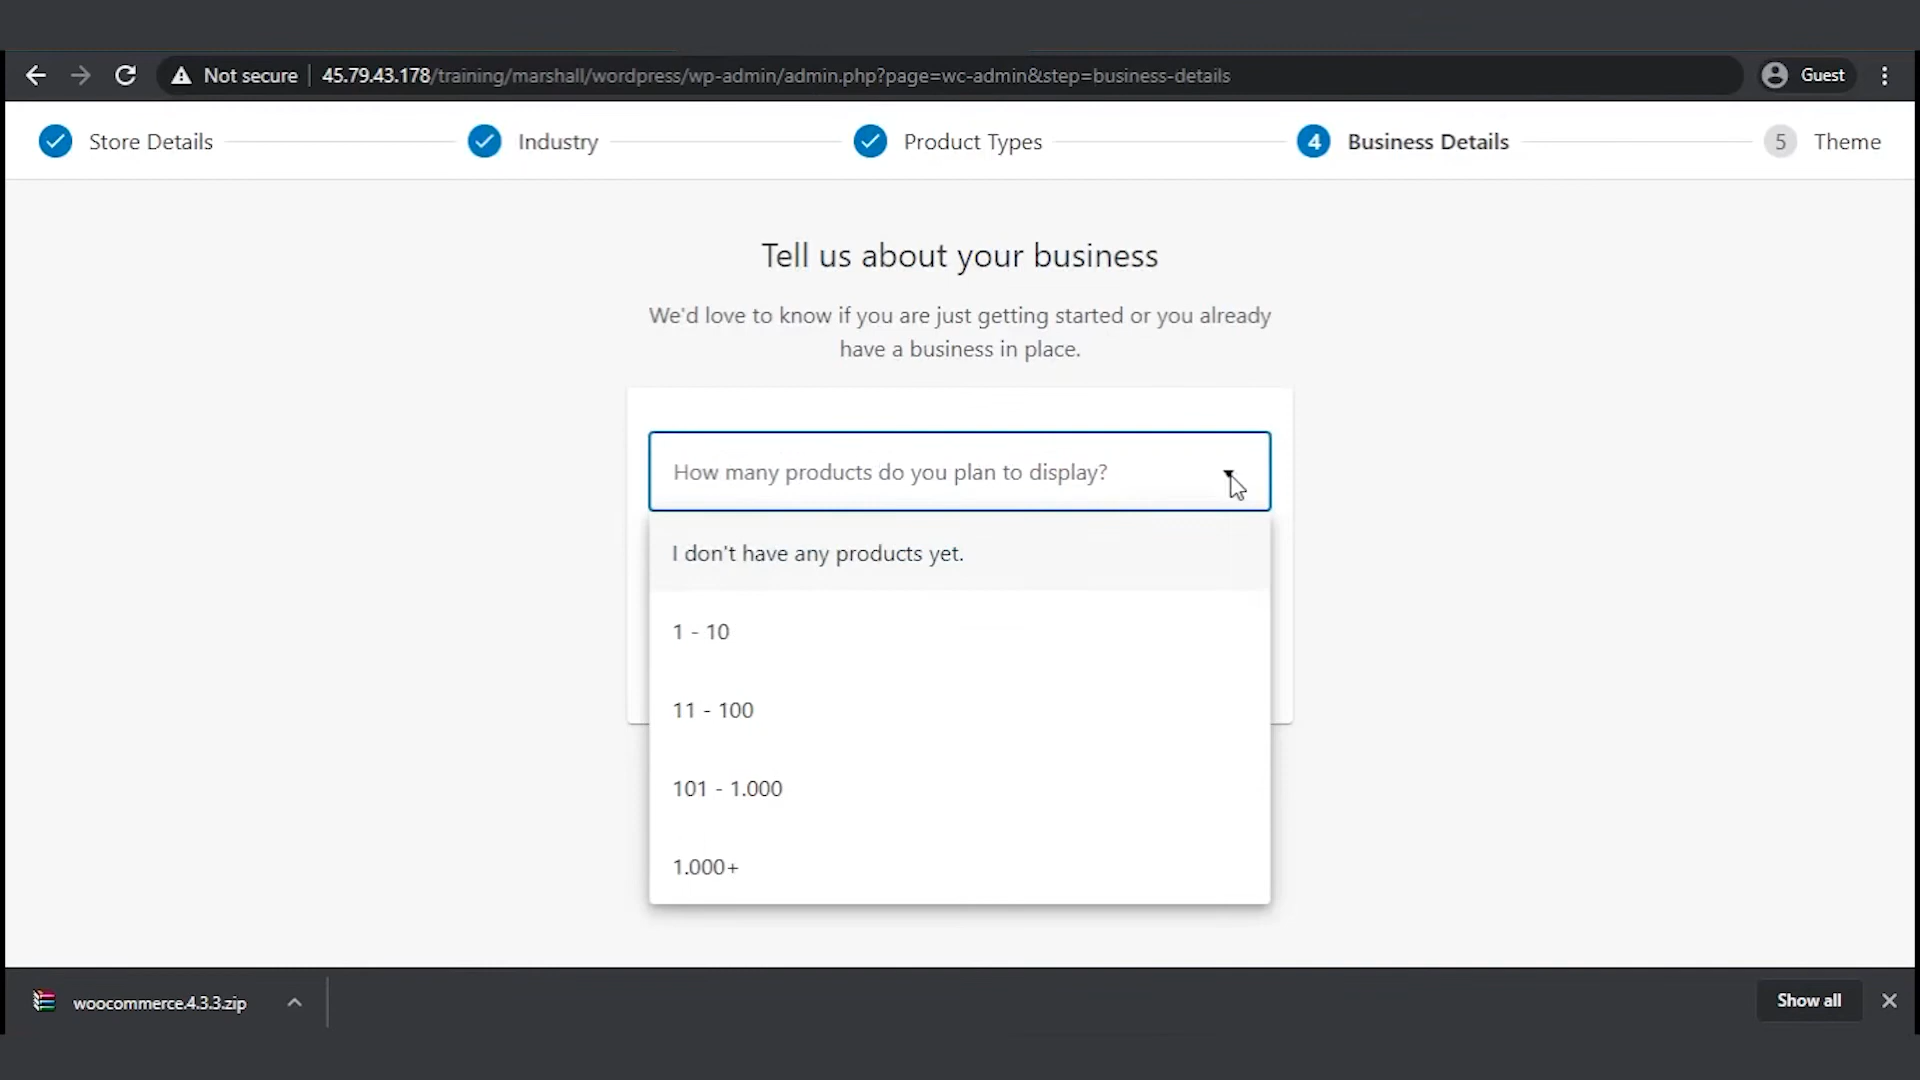 Not secure
45.79.43.178/training/marshall/wordpress/wp-admin/admin.php?page=wc-admin&step=business-details
Guest
Store Details
Industry
Product Types
4 Business Details
5 Theme
Tell us about your business
We'd love to know if you are just getting started or you already
have a business in place.
How many products do you plan to display?
I don't have any products yet.
1 - 10
11 - 100
101 - 1.000
1.000+
woocommerce.4.3.3.zip
Show all